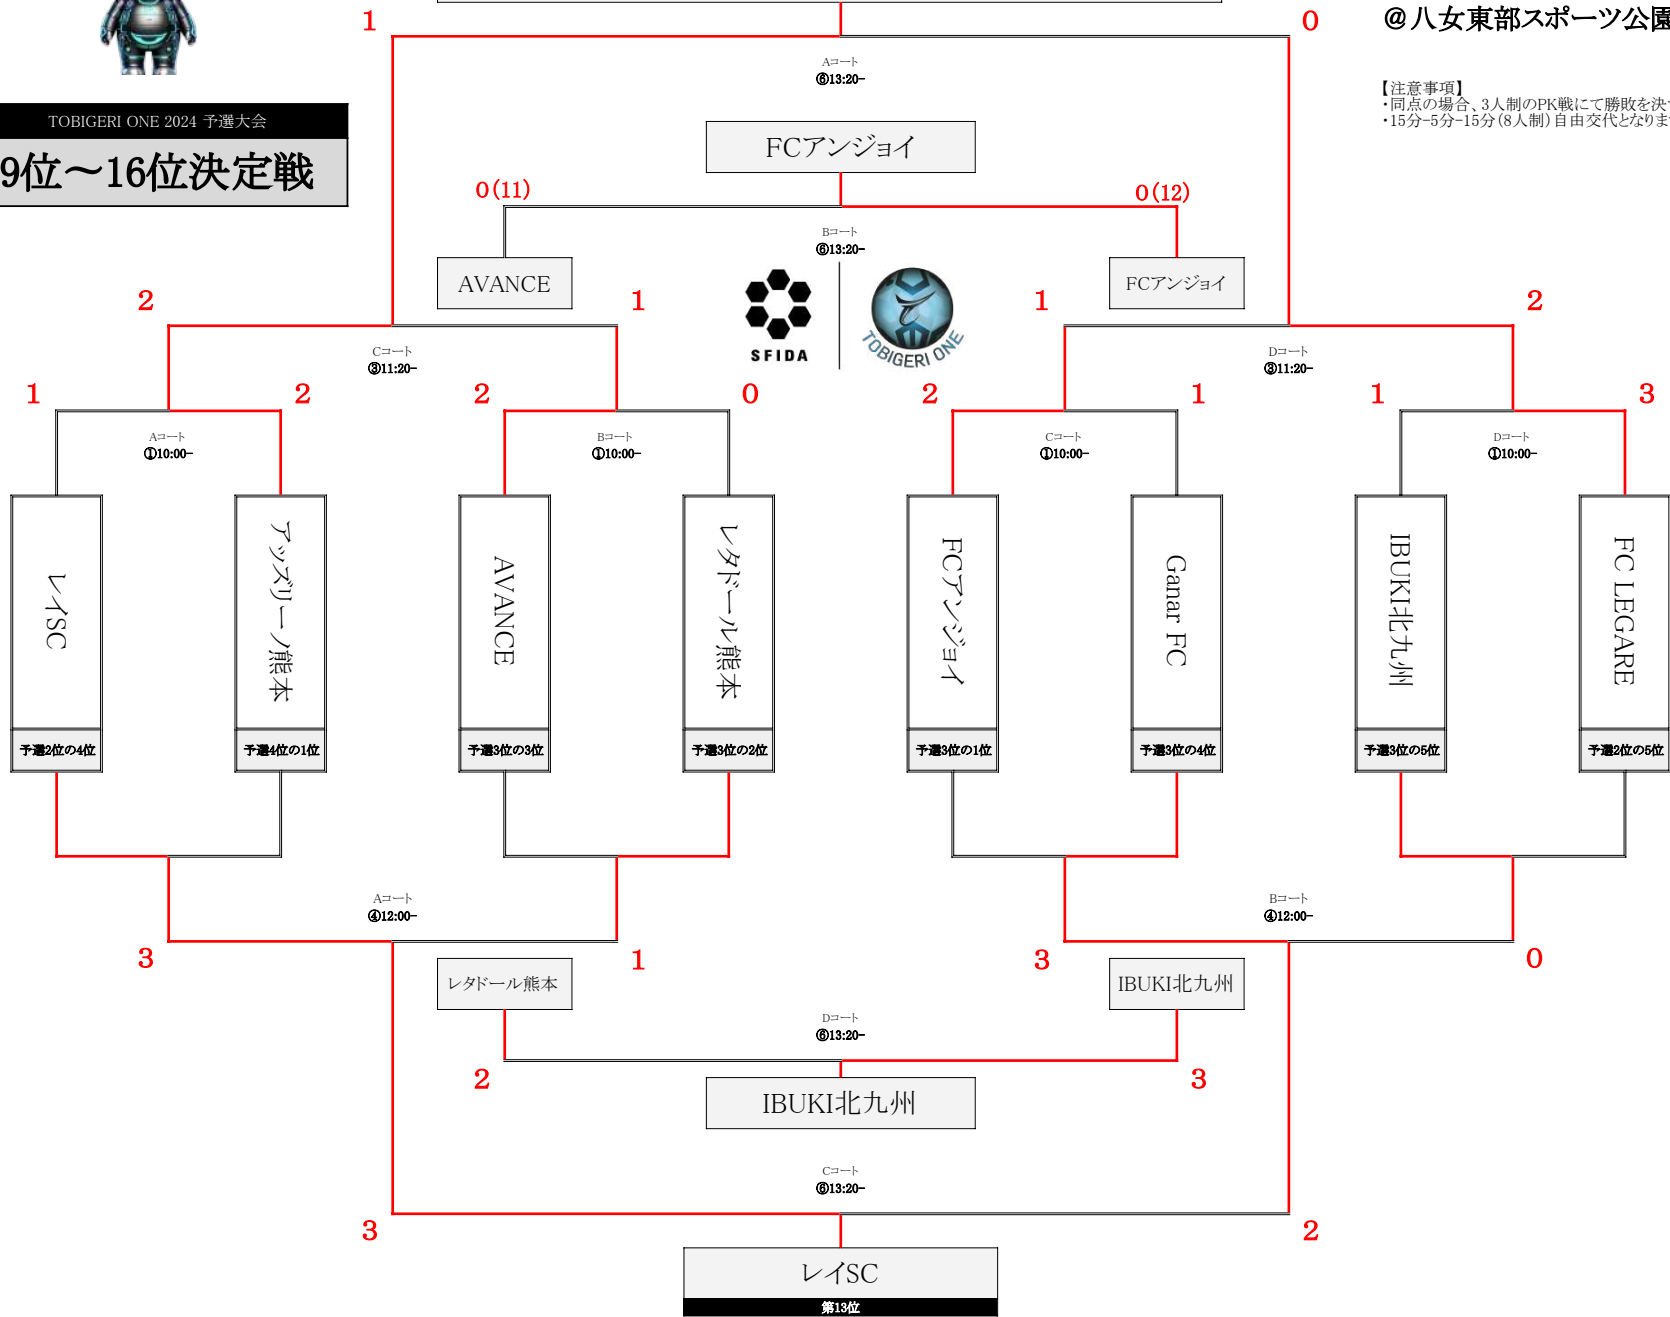 1
0
@八女東部スポーツ公園
Aコート
⑥13:20-
【注意事項】
・同点の場合、3人制のPK戦にて勝敗を決
・15分-5分-15分(8人制)自由交代となりま
TOBIGERI ONE 2024 予選大会
9位～16位決定戦
FCアンジョイ
0(11)
0(12)
Bコート
⑥13:20-
AVANCE
FCアンジョイ
SFIDA
TOBIGERI ONE
2
1
1
2
Cコート
③11:20-
Dコート
③11:20-
1
2
2
0
2
1
1
3
Aコート
①10:00-
Bコート
①10:00-
Cコート
①10:00-
Dコート
①10:00-
レイSC
アッズリーノ熊本
AVANCE
レタドール熊本
FCアンジョイ
Ganar FC
IBUKI北九州
FC LEGARE
予選2位の4位
予選4位の1位
予選3位の3位
予選3位の2位
予選3位の1位
予選3位の4位
予選3位の5位
予選2位の5位
Aコート
④12:00-
Bコート
④12:00-
3
1
3
0
レタドール熊本
IBUKI北九州
Dコート
⑥13:20-
2
3
IBUKI北九州
Cコート
⑥13:20-
3
2
レイSC
第13位